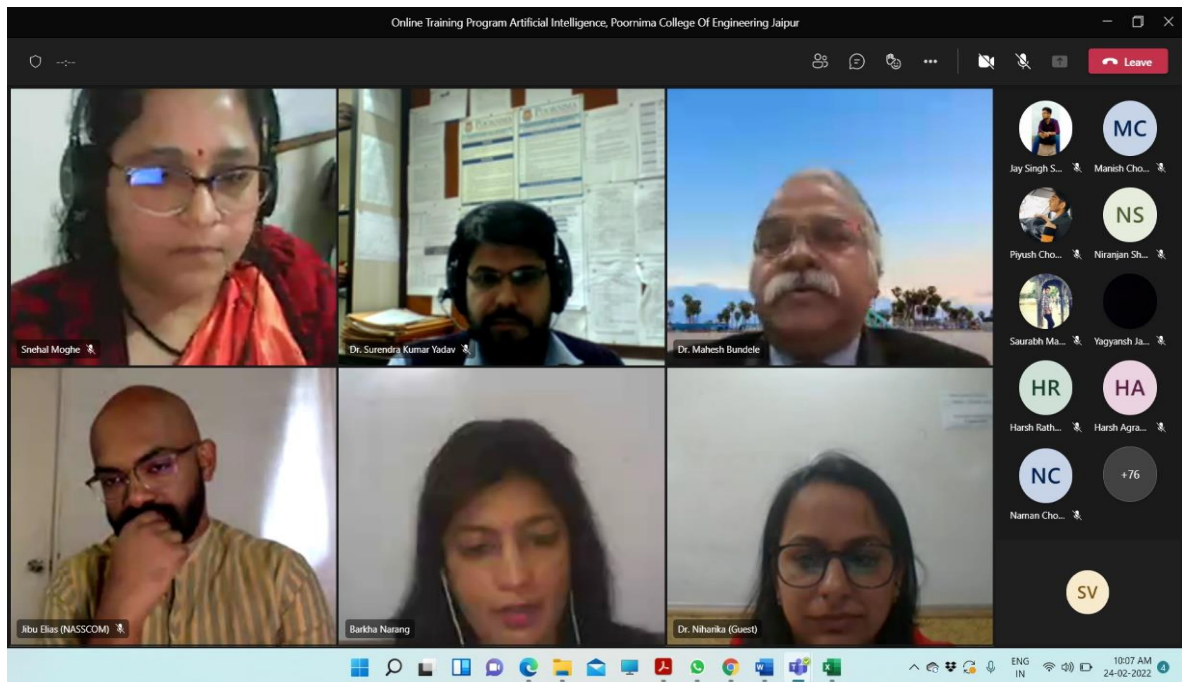 Online Training Program Artificial Intelligence, Poornima College Of Engineering Jaipur
--:--
Leave
POORNIMA
POORNIMA
Snehal Moghe
Dr. Surendra Kumar Yadav
Dr. Mahesh Bundele
Jibu Elias (NASSCOM)
Barkha Narang
Dr. Niharika (Guest)
Jay Singh S...
MC
Manish Cho...
Piyush Cho...
NS
Niranjan Sh...
Saurabh Ma...
Yagyansh Ja...
HR
Harsh Rath...
HA
Harsh Agra...
NC
Naman Cho...
+76
SV
ENG
IN
10:07 AM
24-02-2022
4